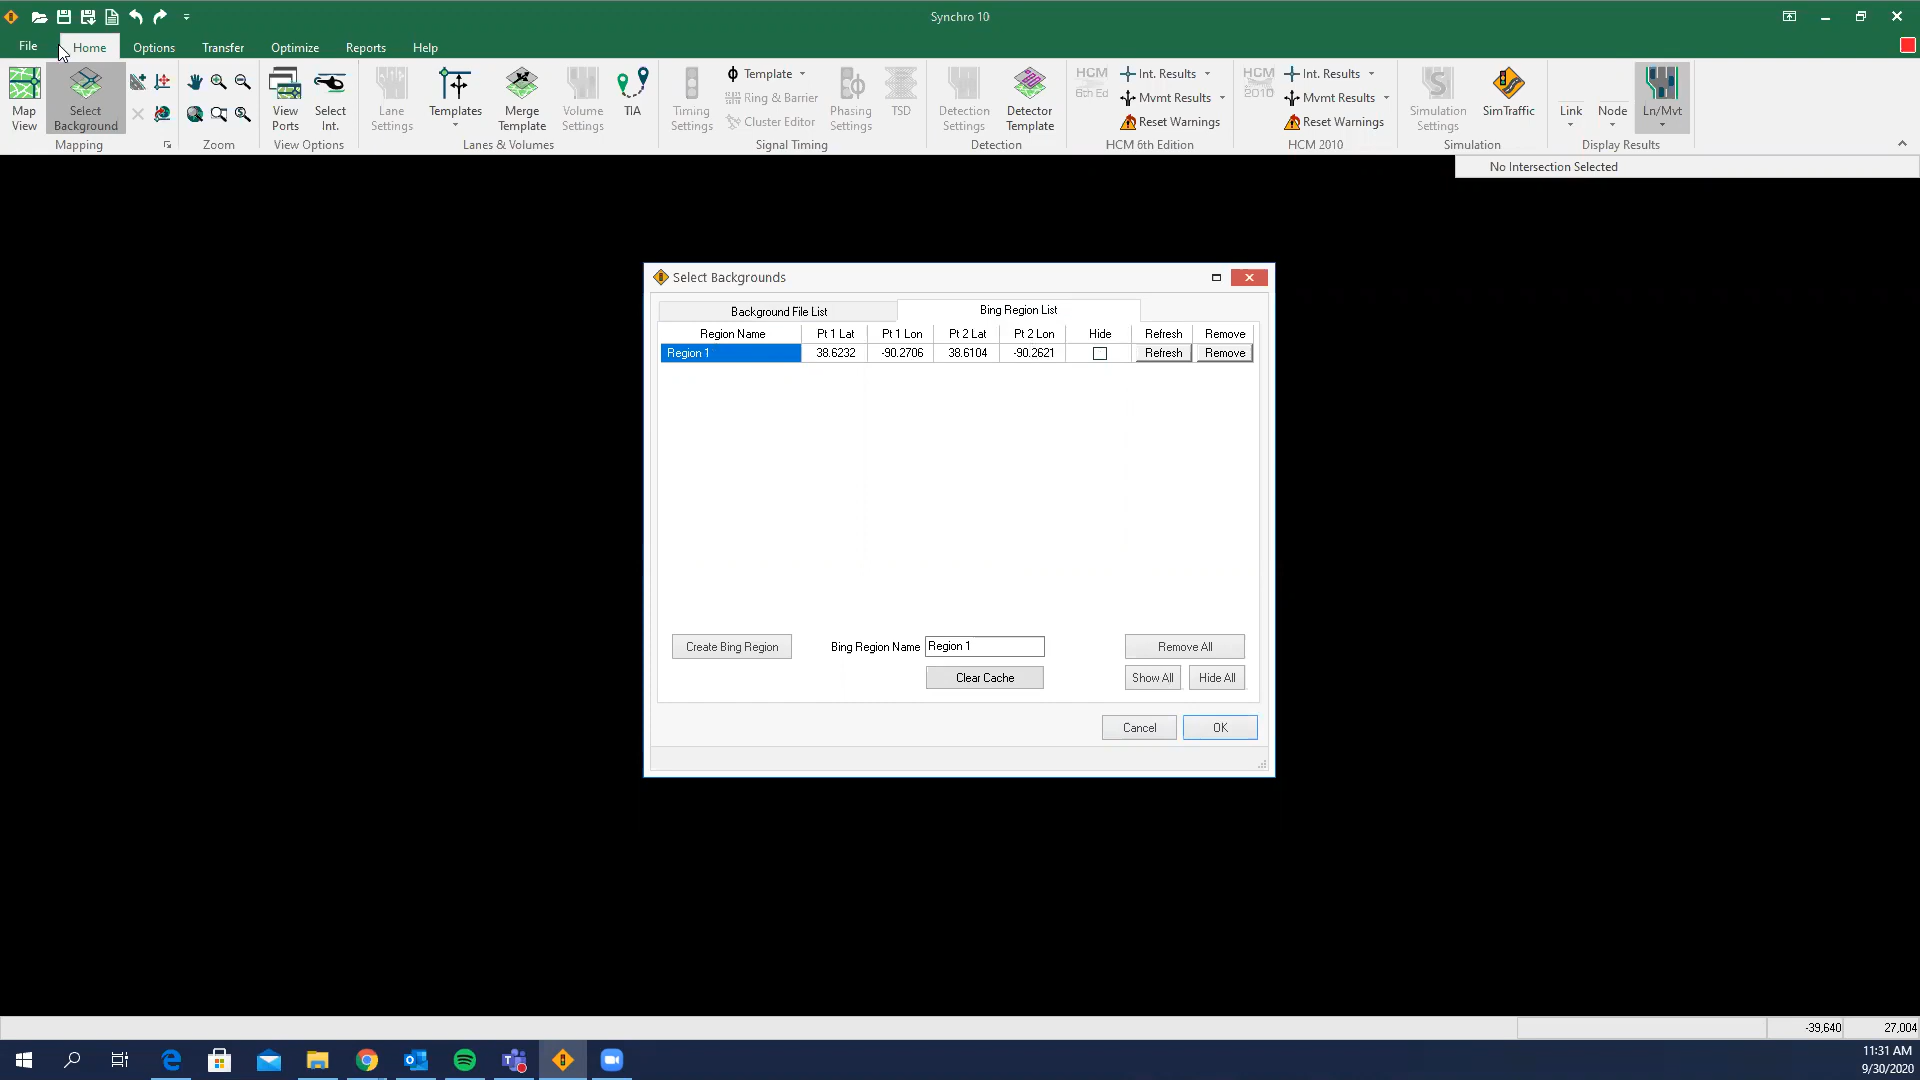 Synchro 10
File Home Options Transfer Optimize Reports Help
Map View
Select Background
Mapping
Zoom
View Ports
Select Int.
View Options
Lane Settings
Templates
Merge Template
Volume Settings
TIA
Lanes & Volumes
Timing Settings
Template
Ring & Barrier
Cluster Editor
Phasing Settings
TSD
Signal Timing
Detection Settings
Detector Template
Detection
HCM 6th Ed
Int. Results
Mvmt Results
Reset Warnings
HCM 6th Edition
HCM 2010
Int. Results
Mvmt Results
Reset Warnings
HCM 2010
Simulation Settings
SimTraffic
Simulation
Link
Node
Ln/Mvt
Display Results
No Intersection Selected
Select Backgrounds
Background File List Bing Region List
Region Name Pt 1 Lat Pt 1 Lon Pt 2 Lat Pt 2 Lon Hide Refresh Remove
Region 1 38.6232 -90.2706 38.6104 -90.2621 Refresh Remove
Create Bing Region Bing Region Name Region 1 Remove All
Clear Cache Show All Hide All
Cancel OK
-39,640 27,004
11:31 AM
9/30/2020